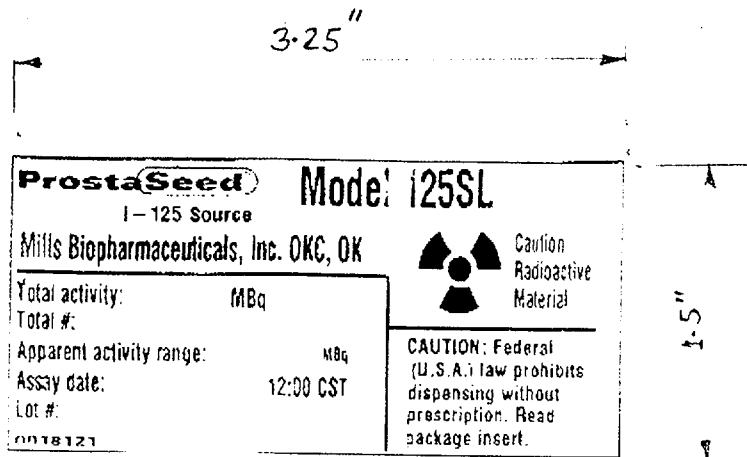 3.25"
ProstaSeed Model 125SL
I-125 Source
Mills Biopharmaceuticals, Inc. OKC, OK
Caution
Radioactive
Material
Total activity: MBq
Total #:
Apparent activity range: MBq
Assay date: 12:00 CST
Lot #:
0018121
CAUTION: Federal
(U.S.A.) law prohibits
dispensing without
prescription. Read
package insert.
1.5"